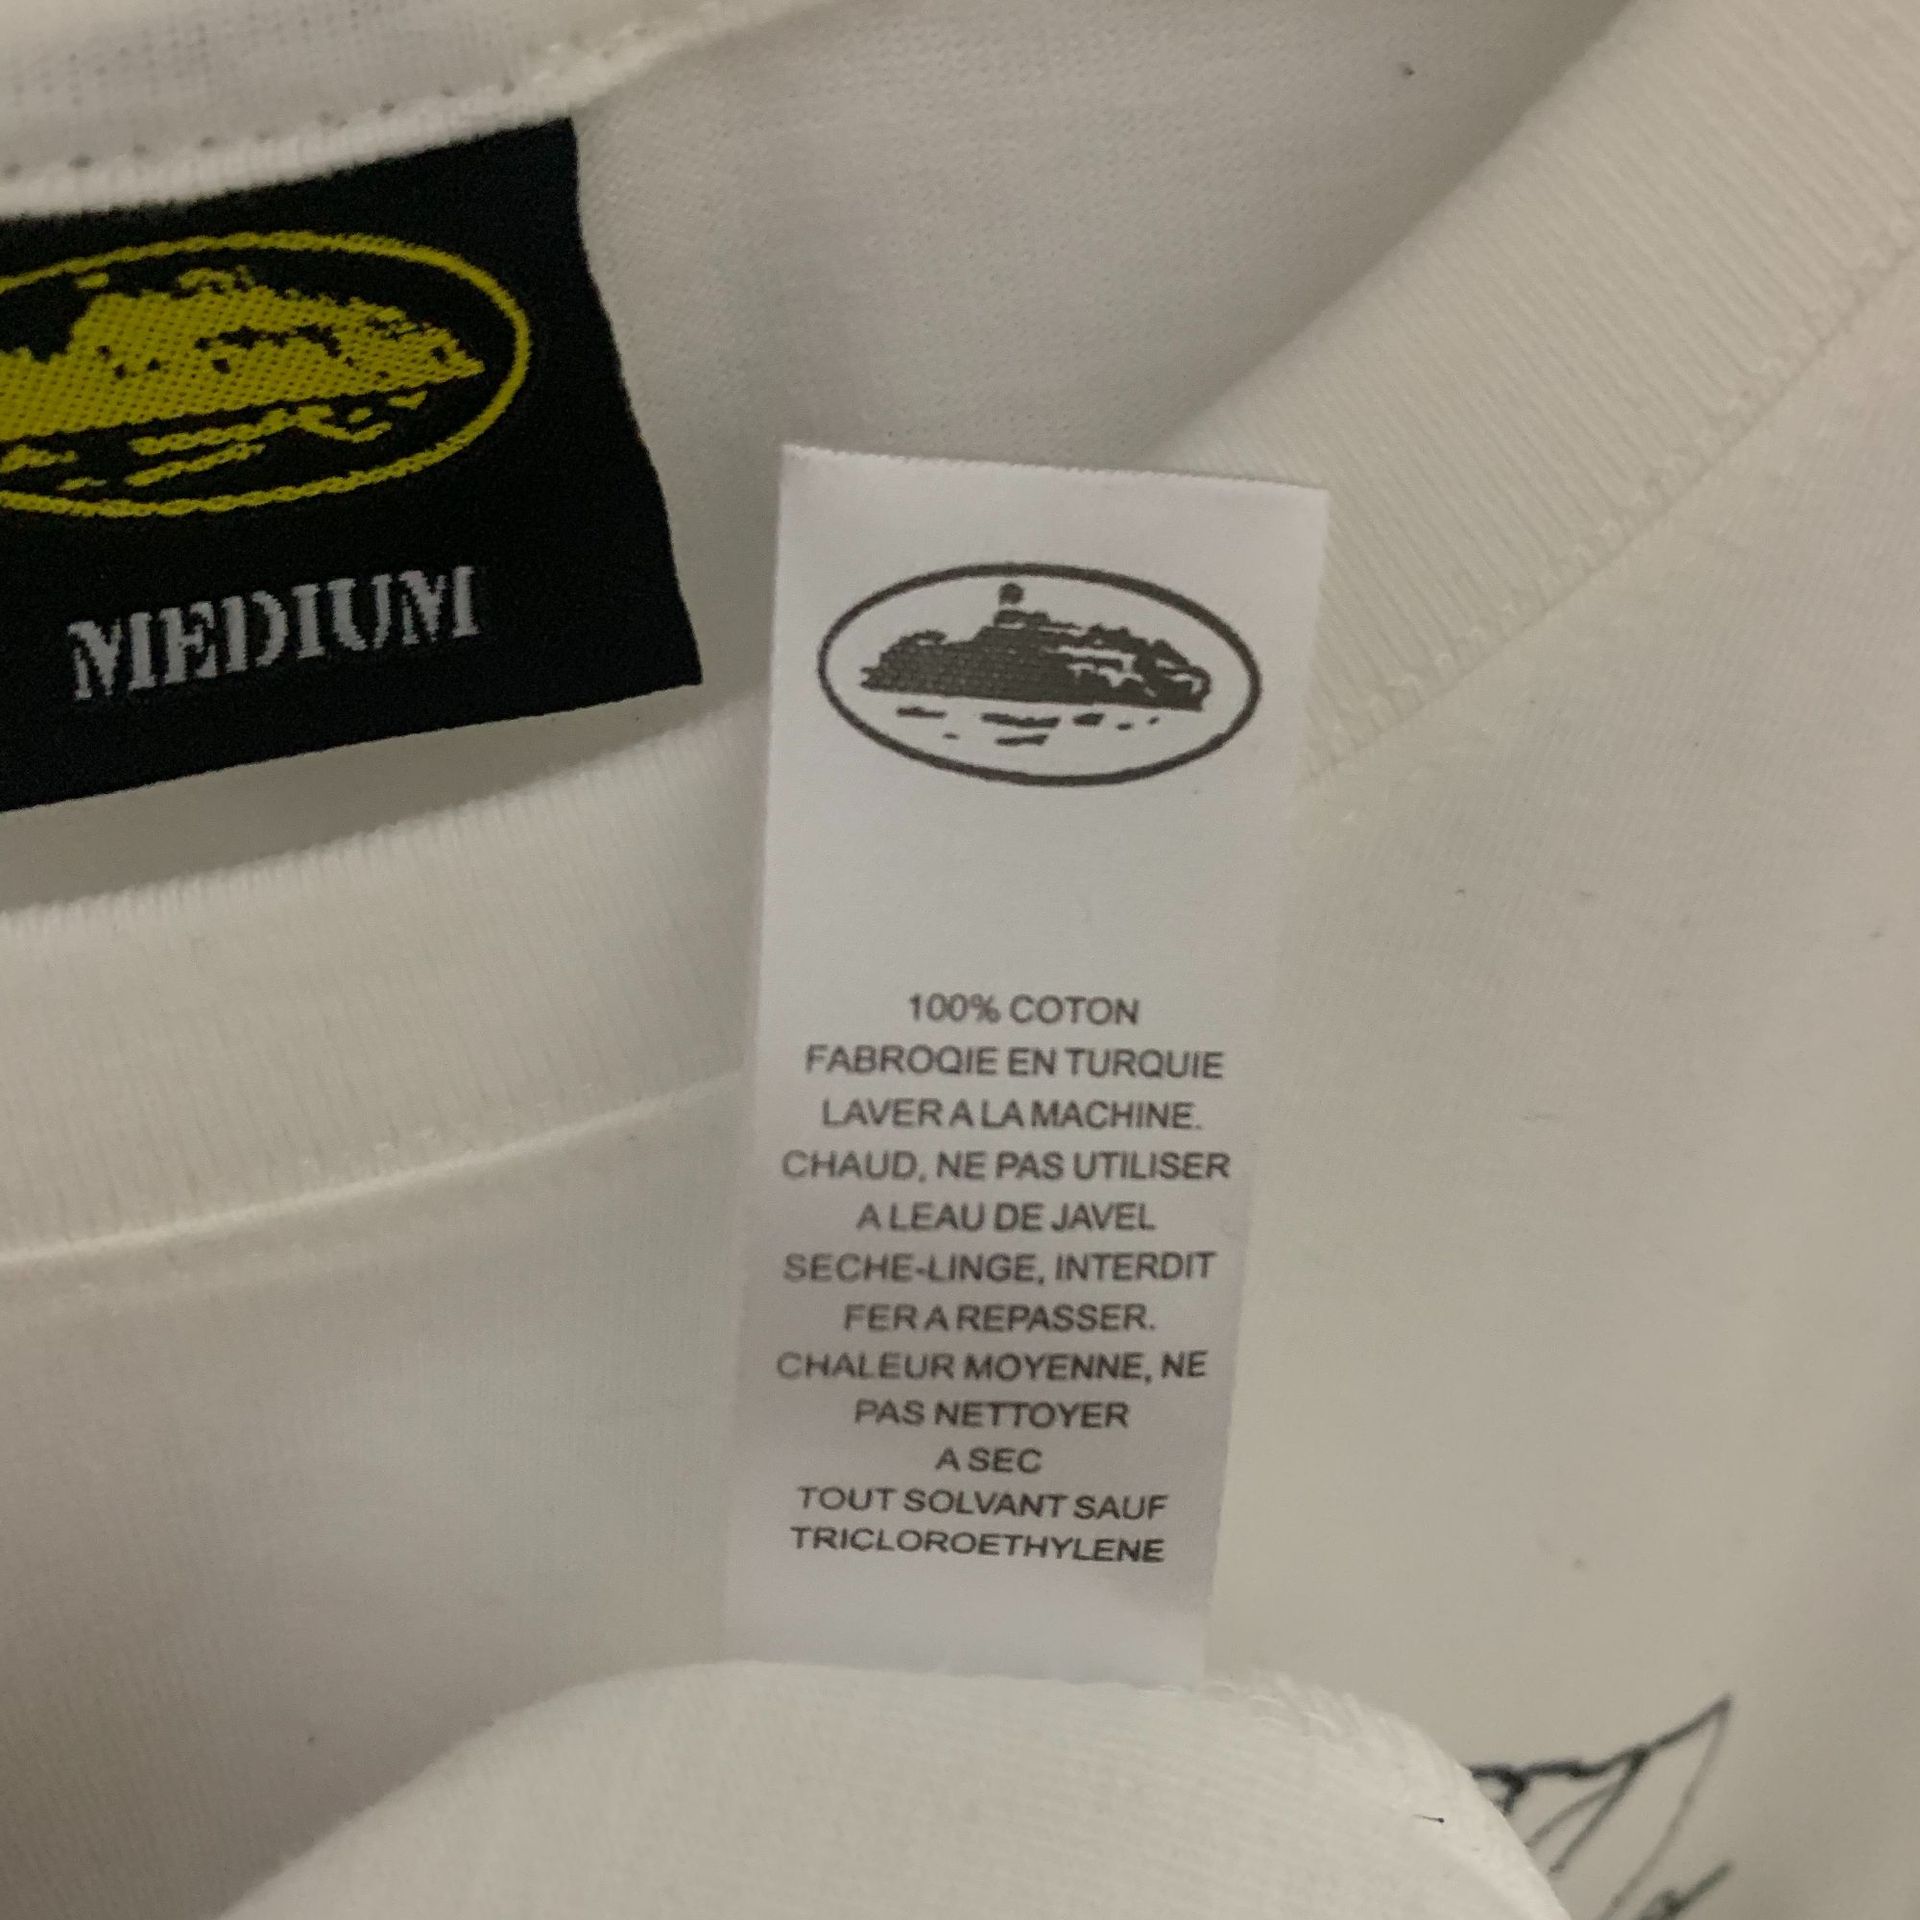 MEDIUM
100% COTON
FABROQIE EN TURQUIE
LAVER A LA MACHINE.
CHAUD, NE PAS UTILISER
A LEAU DE JAVEL
SECHE-LINGE, INTERDIT
FER A REPASSER.
CHALEUR MOYENNE, NE
PAS NETTOYER
A SEC
TOUT SOLVANT SAUF
TRICLOROETHYLENE